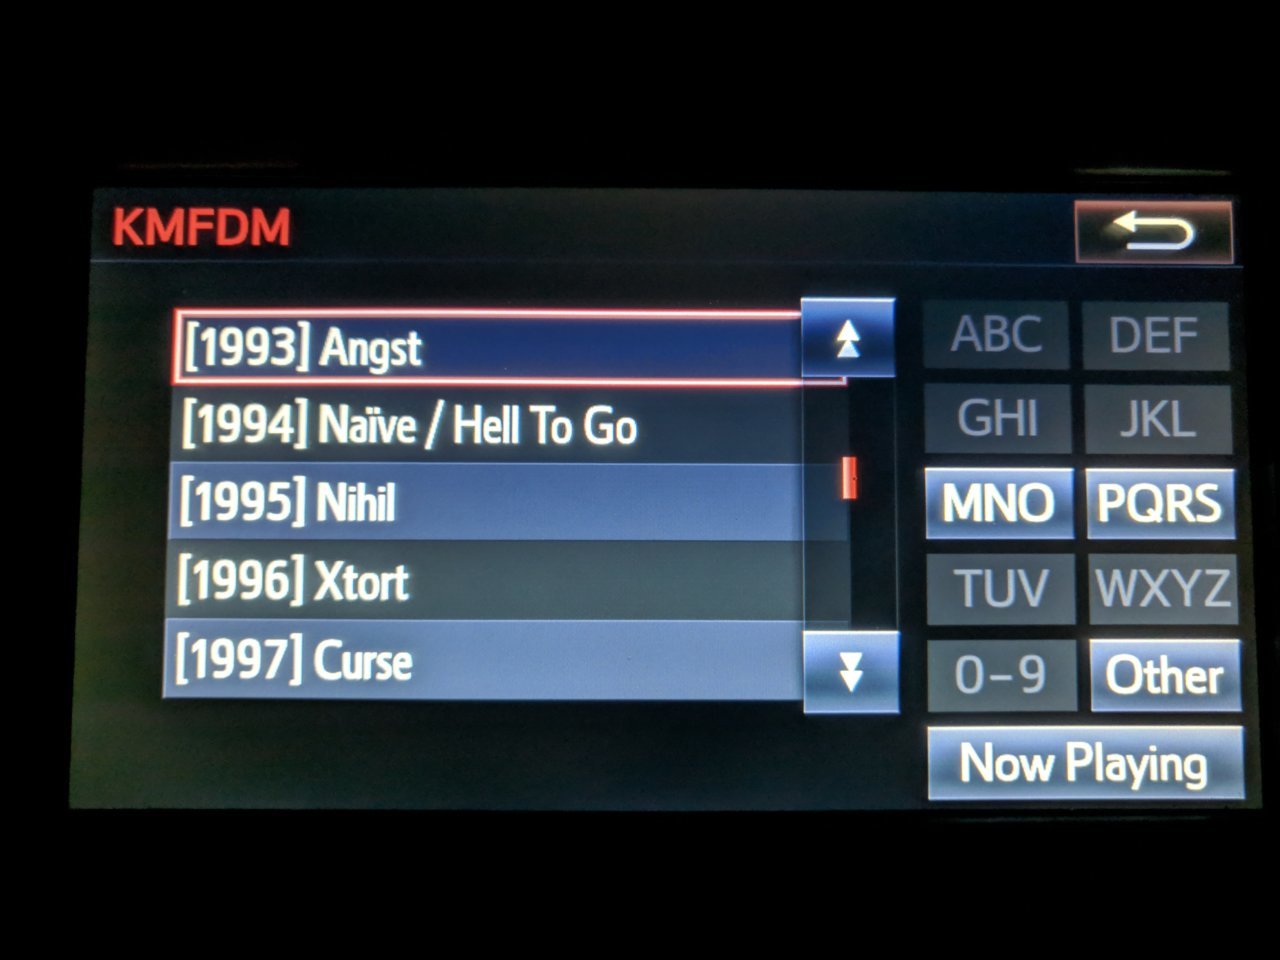 KMFDM
[1993] Angst
[1994] Naïve / Hell To Go
[1995] Nihil
[1996] Xtort
[1997] Curse
ABC DEF
GHI JKL
MNO PQRS
TUV WXYZ
0-9 Other
Now Playing